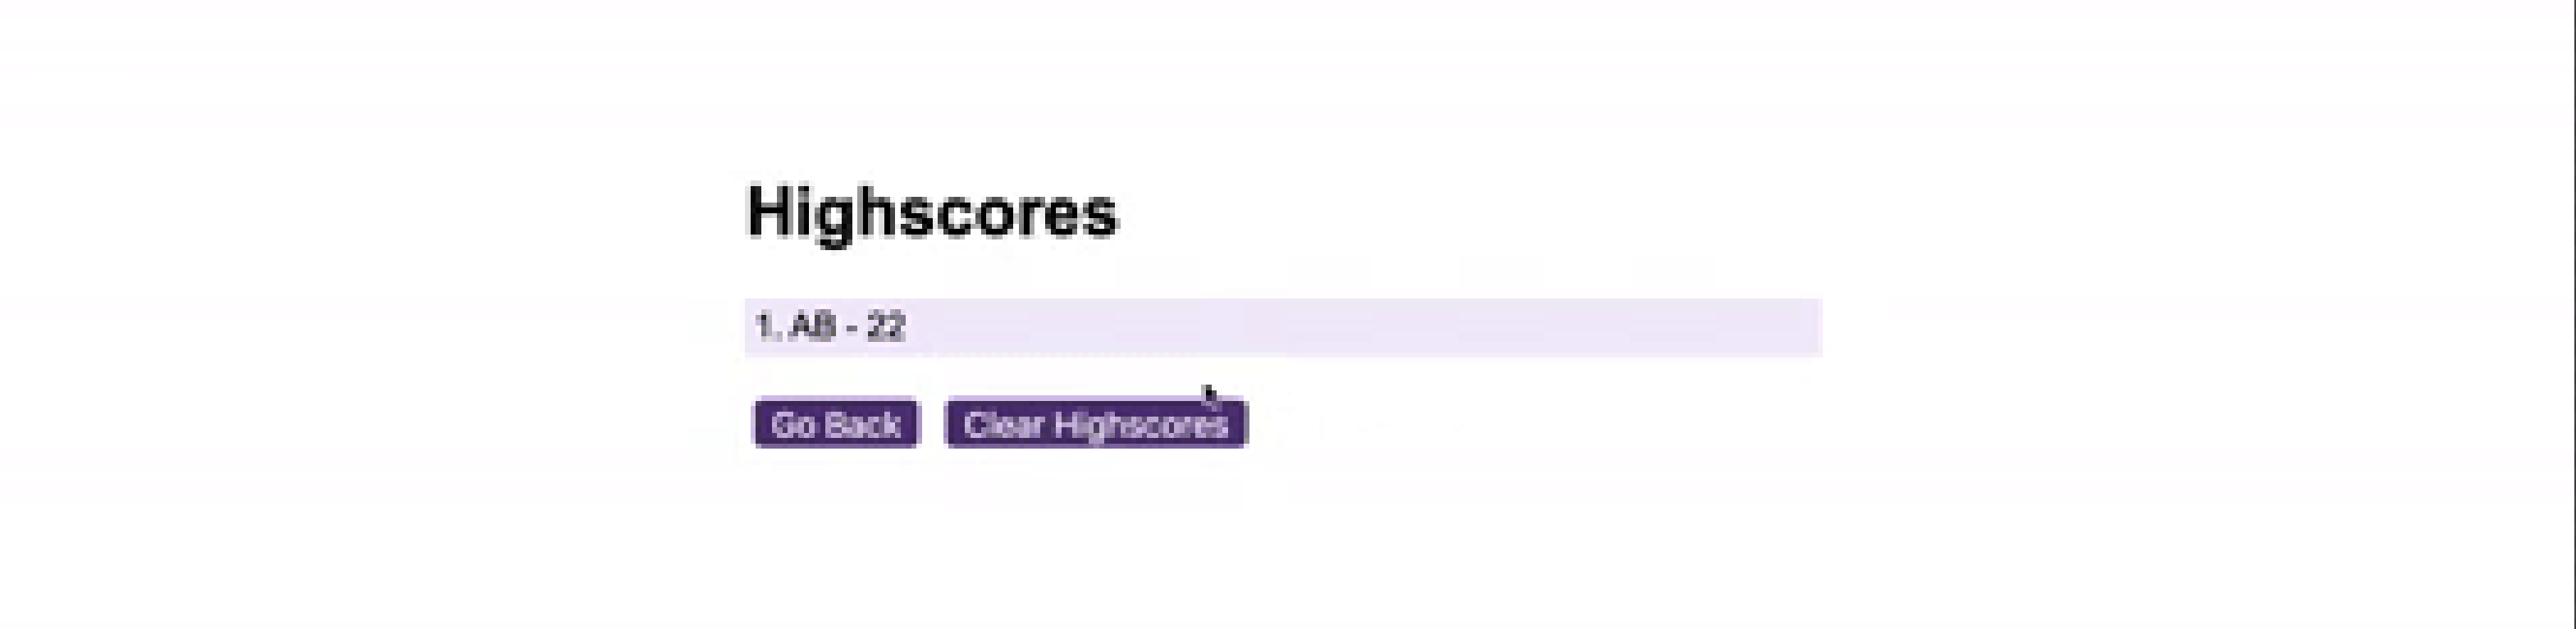 Highscores
1. AB - 22
Go Back Clear Highscores